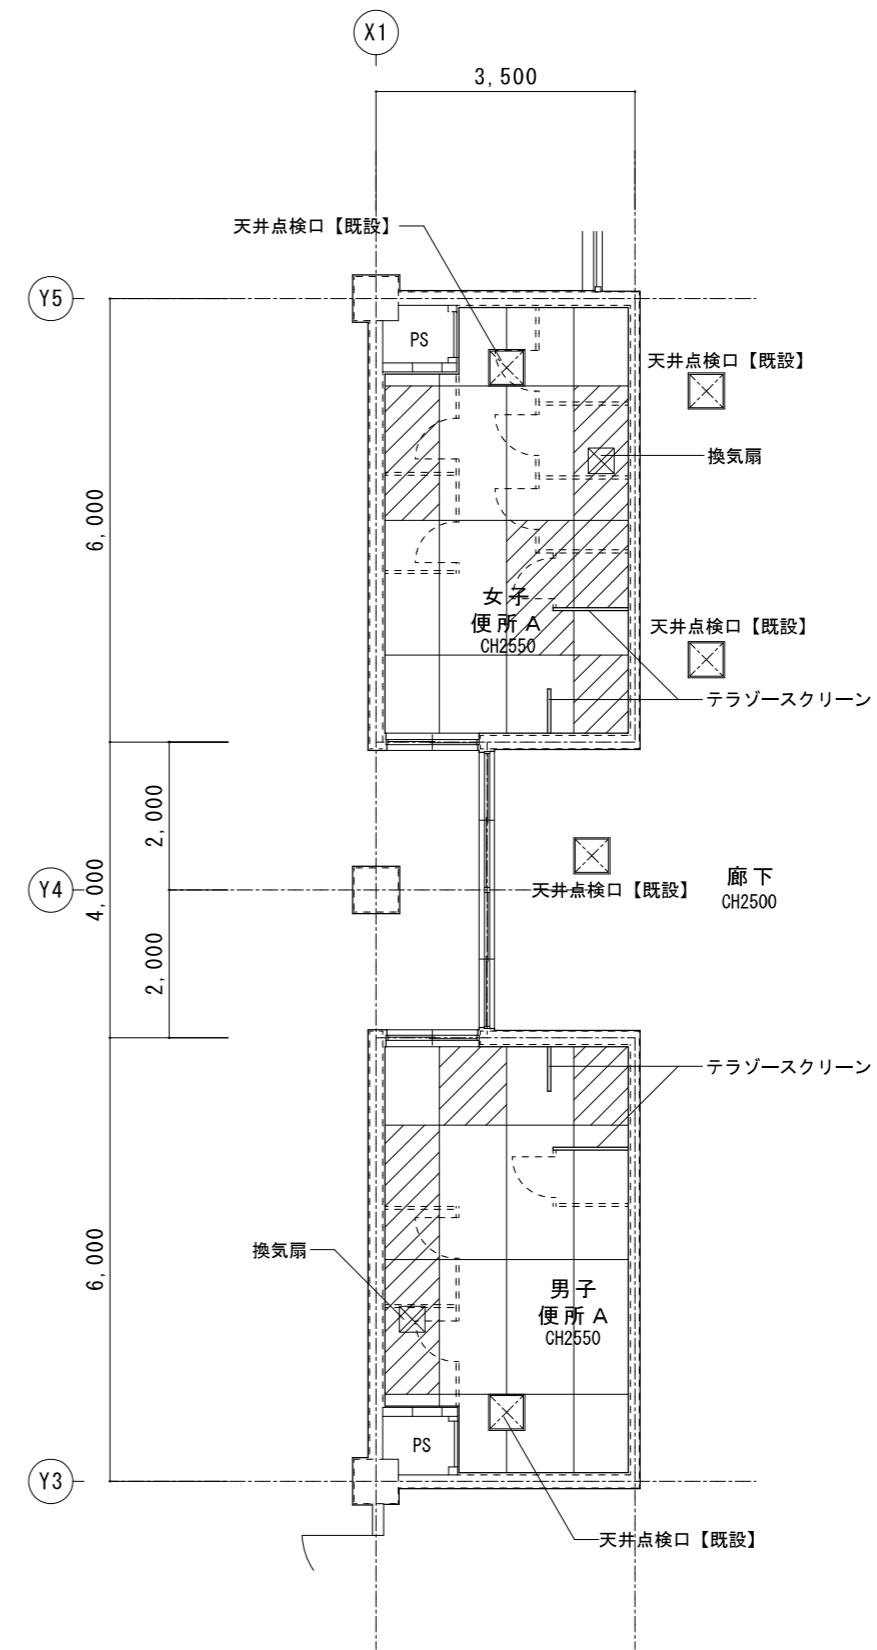 X1
3,500
天井点検口【既設】
Y5
PS
天井点検口【既設】
換気扇
6,000
女子
便所A
CH2550
天井点検口【既設】
テラゾースクリーン
2,000
Y4
4,000
天井点検口【既設】
廊下
CH2500
2,000
テラゾースクリーン
6,000
換気扇
男子
便所A
CH2550
PS
Y3
天井点検口【既設】